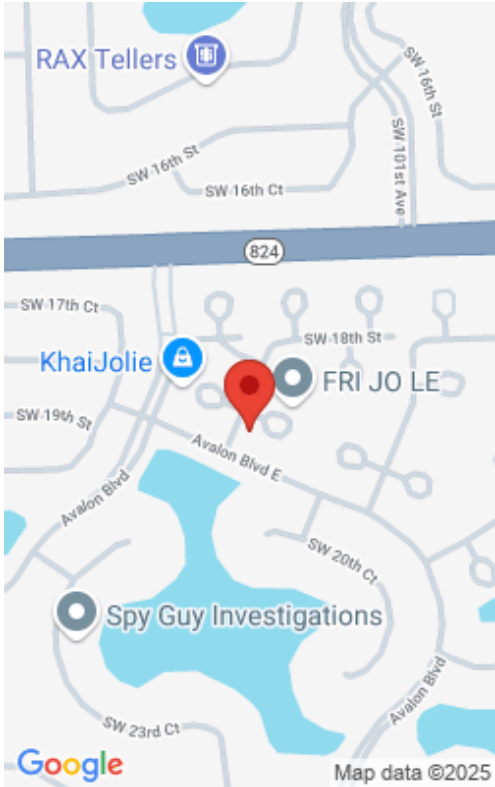 RAX Tellers
SW 16th St
SW 16th St
SW 16th Ct
SW 101st Ave
824
SW 17th Ct
SW 18th St
KhaiJolie
FRI JO LE
SW 19th St
Avalon Blvd E
Avalon Blvd
SW 20th Ct
Spy Guy Investigations
Avalon Blvd
SW 23rd Ct
Google
Map data ©2025